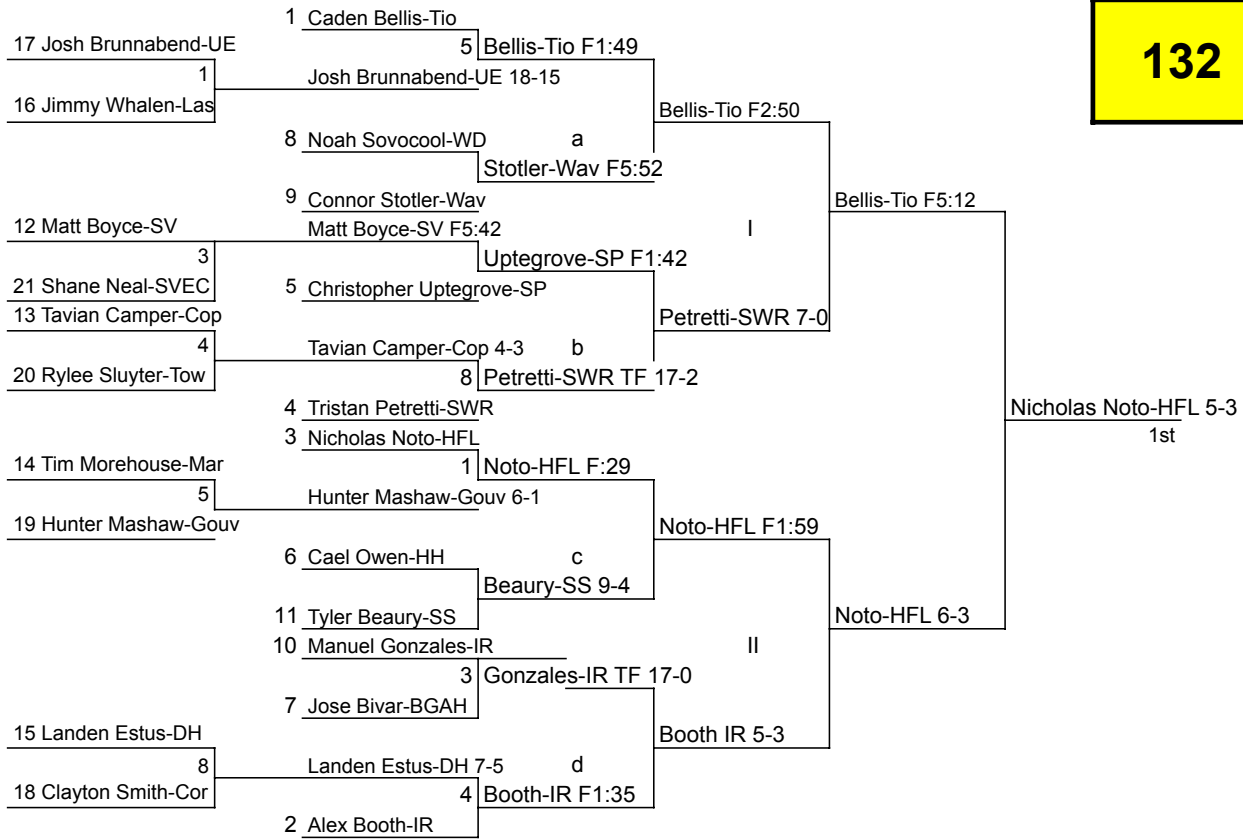 1 Caden Bellis-Tio
132
17 Josh Brunnabend-UE
5 Bellis-Tio F1:49
1
Josh Brunnabend-UE 18-15
16 Jimmy Whalen-Las
Bellis-Tio F2:50
8 Noah Sovocool-WD
a
Stotler-Wav F5:52
9 Connor Stotler-Wav
Bellis-Tio F5:12
12 Matt Boyce-SV
Matt Boyce-SV F5:42
I
3
Uptegrove-SP F1:42
21 Shane Neal-SVEC
5 Christopher Uptegrove-SP
13 Tavian Camper-Cop
Petretti-SWR 7-0
4
Tavian Camper-Cop 4-3
b
20 Rylee Sluyter-Tow
8 Petretti-SWR TF 17-2
4 Tristan Petretti-SWR
Nicholas Noto-HFL 5-3
3 Nicholas Noto-HFL
1st
14 Tim Morehouse-Mar
1 Noto-HFL F:29
5
Hunter Mashaw-Gouv 6-1
19 Hunter Mashaw-Gouv
Noto-HFL F1:59
6 Cael Owen-HH
c
Beaury-SS 9-4
11 Tyler Beaury-SS
Noto-HFL 6-3
10 Manuel Gonzales-IR
II
3 Gonzales-IR TF 17-0
7 Jose Bivar-BGAH
15 Landen Estus-DH
Booth IR 5-3
8
Landen Estus-DH 7-5
d
18 Clayton Smith-Cor
4 Booth-IR F1:35
2 Alex Booth-IR